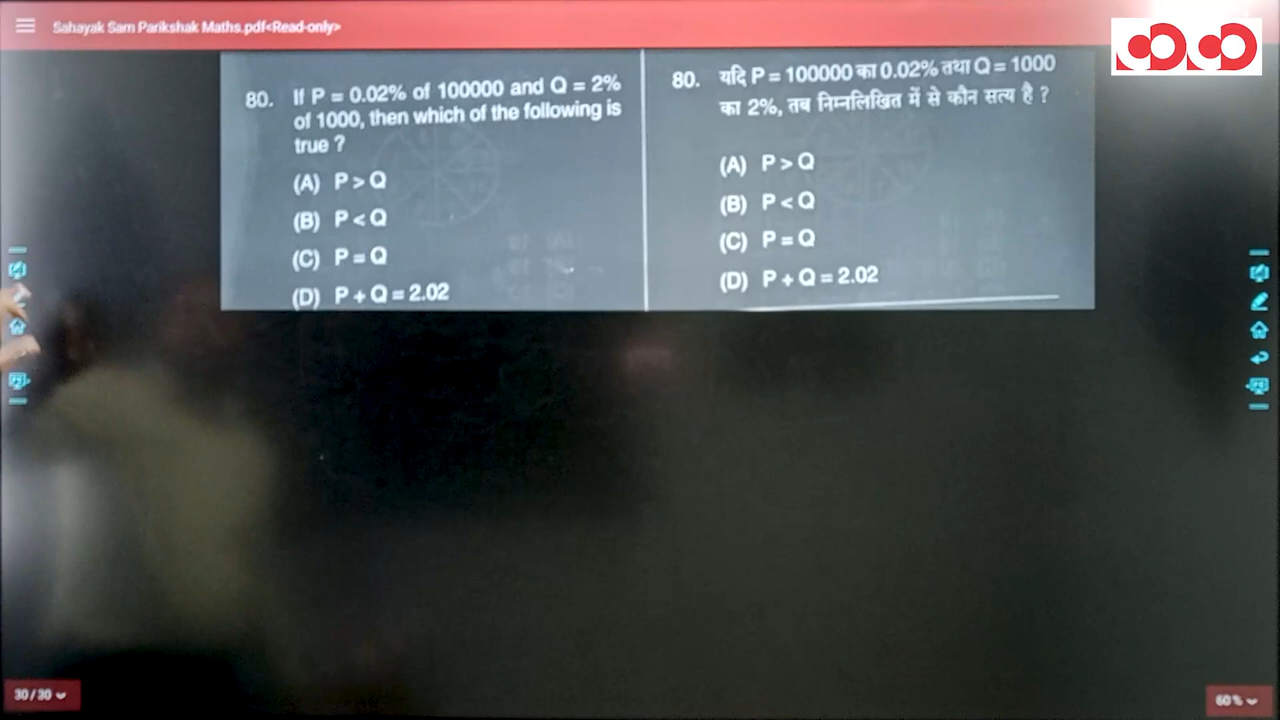 Sahayak Sam Parikshak Maths.pdf<Read-only>
80. If P = 0.02% of 100000 and Q = 2%
of 1000, then which of the following is
true ?
(A) P > Q
(B) P < Q
(C) P = Q
(D) P + Q = 2.02
80. यदि P = 100000 का 0.02% तथा Q = 1000
का 2%, तब निम्नलिखित में से कौन सत्य है ?
(A) P > Q
(B) P < Q
(C) P = Q
(D) P + Q = 2.02
30 / 30
60%